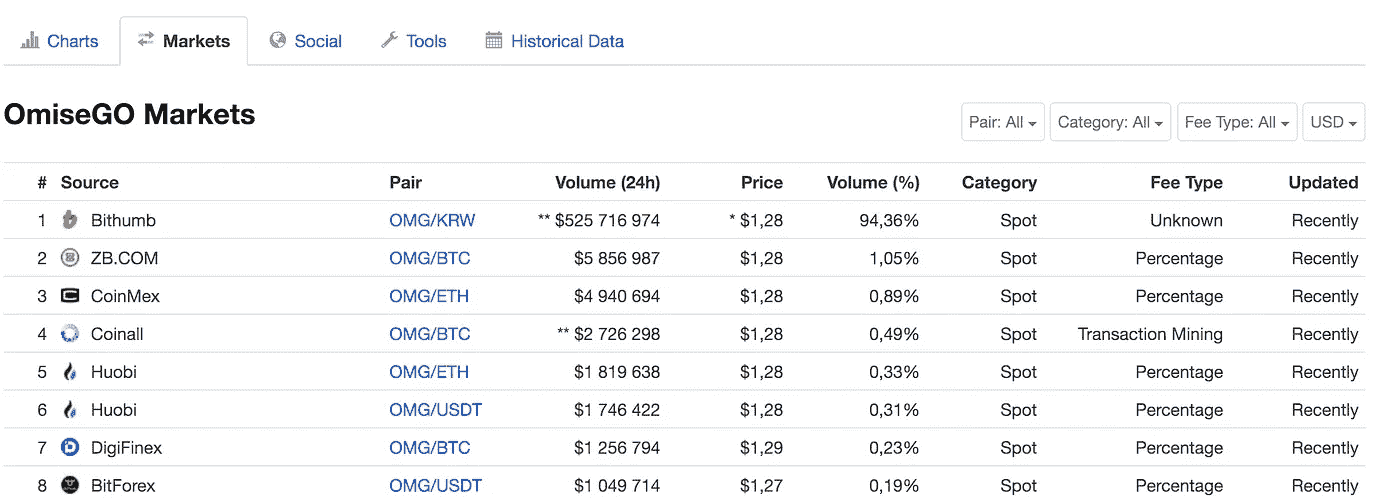 Charts Markets Social Tools Historical Data
OmiseGO Markets
Pair: All Category: All Fee Type: All USD
# Source Pair Volume (24h) Price Volume (%) Category Fee Type Updated
1 Bithumb OMG/KRW ** $525 716 974 * $1,28 94,36% Spot Unknown Recently
2 ZB.COM OMG/BTC $5 856 987 $1,28 1,05% Spot Percentage Recently
3 CoinMex OMG/ETH $4 940 694 $1,28 0,89% Spot Percentage Recently
4 Coinall OMG/BTC ** $2 726 298 $1,28 0,49% Spot Transaction Mining Recently
5 Huobi OMG/ETH $1 819 638 $1,28 0,33% Spot Percentage Recently
6 Huobi OMG/USDT $1 746 422 $1,28 0,31% Spot Percentage Recently
7 DigiFinex OMG/BTC $1 256 794 $1,29 0,23% Spot Percentage Recently
8 BitForex OMG/USDT $1 049 714 $1,27 0,19% Spot Percentage Recently